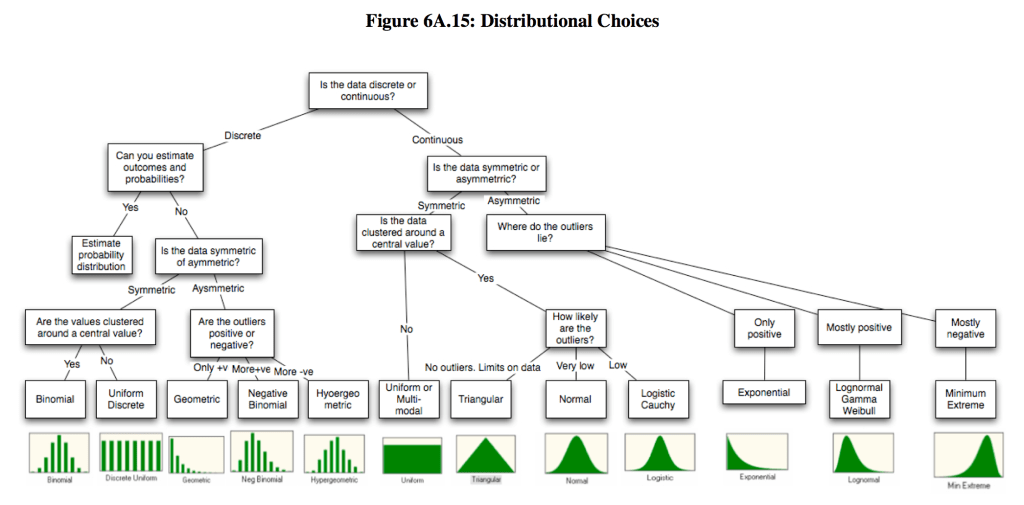 Figure 6A.15: Distributional Choices
Is the data discrete or
continuous?
Discrete
Continuous
Can you estimate
outcomes and
probabilities?
Is the data symmetric or
asymmetrric?
Yes
No
Symmetric
Asymmetric
Is the data
clustered around a
central value?
Where do the outliers
lie?
Estimate
probability
distribution
Is the data symmetric
of aymmetric?
Symmetric
Aysmmetric
Yes
No
Are the values clustered
around a central value?
Are the outliers
positive or
negative?
How likely
are the
outliers?
Only
positive
Mostly positive
Mostly
negative
Yes
No
Only +v
More+ve
More -ve
No outliers. Limits on data
Very low
Low
Binomial
Uniform
Discrete
Geometric
Negative
Binomial
Hyoergeo
metric
Uniform or
Multi-
modal
Triangular
Normal
Logistic
Cauchy
Exponential
Lognormal
Gamma
Weibull
Minimum
Extreme
Binomial
Discrete Uniform
Geometric
Neg Binomial
Hypergeometric
Uniform
Triangular
Normal
Logistic
Exponential
Lognormal
Min Extreme